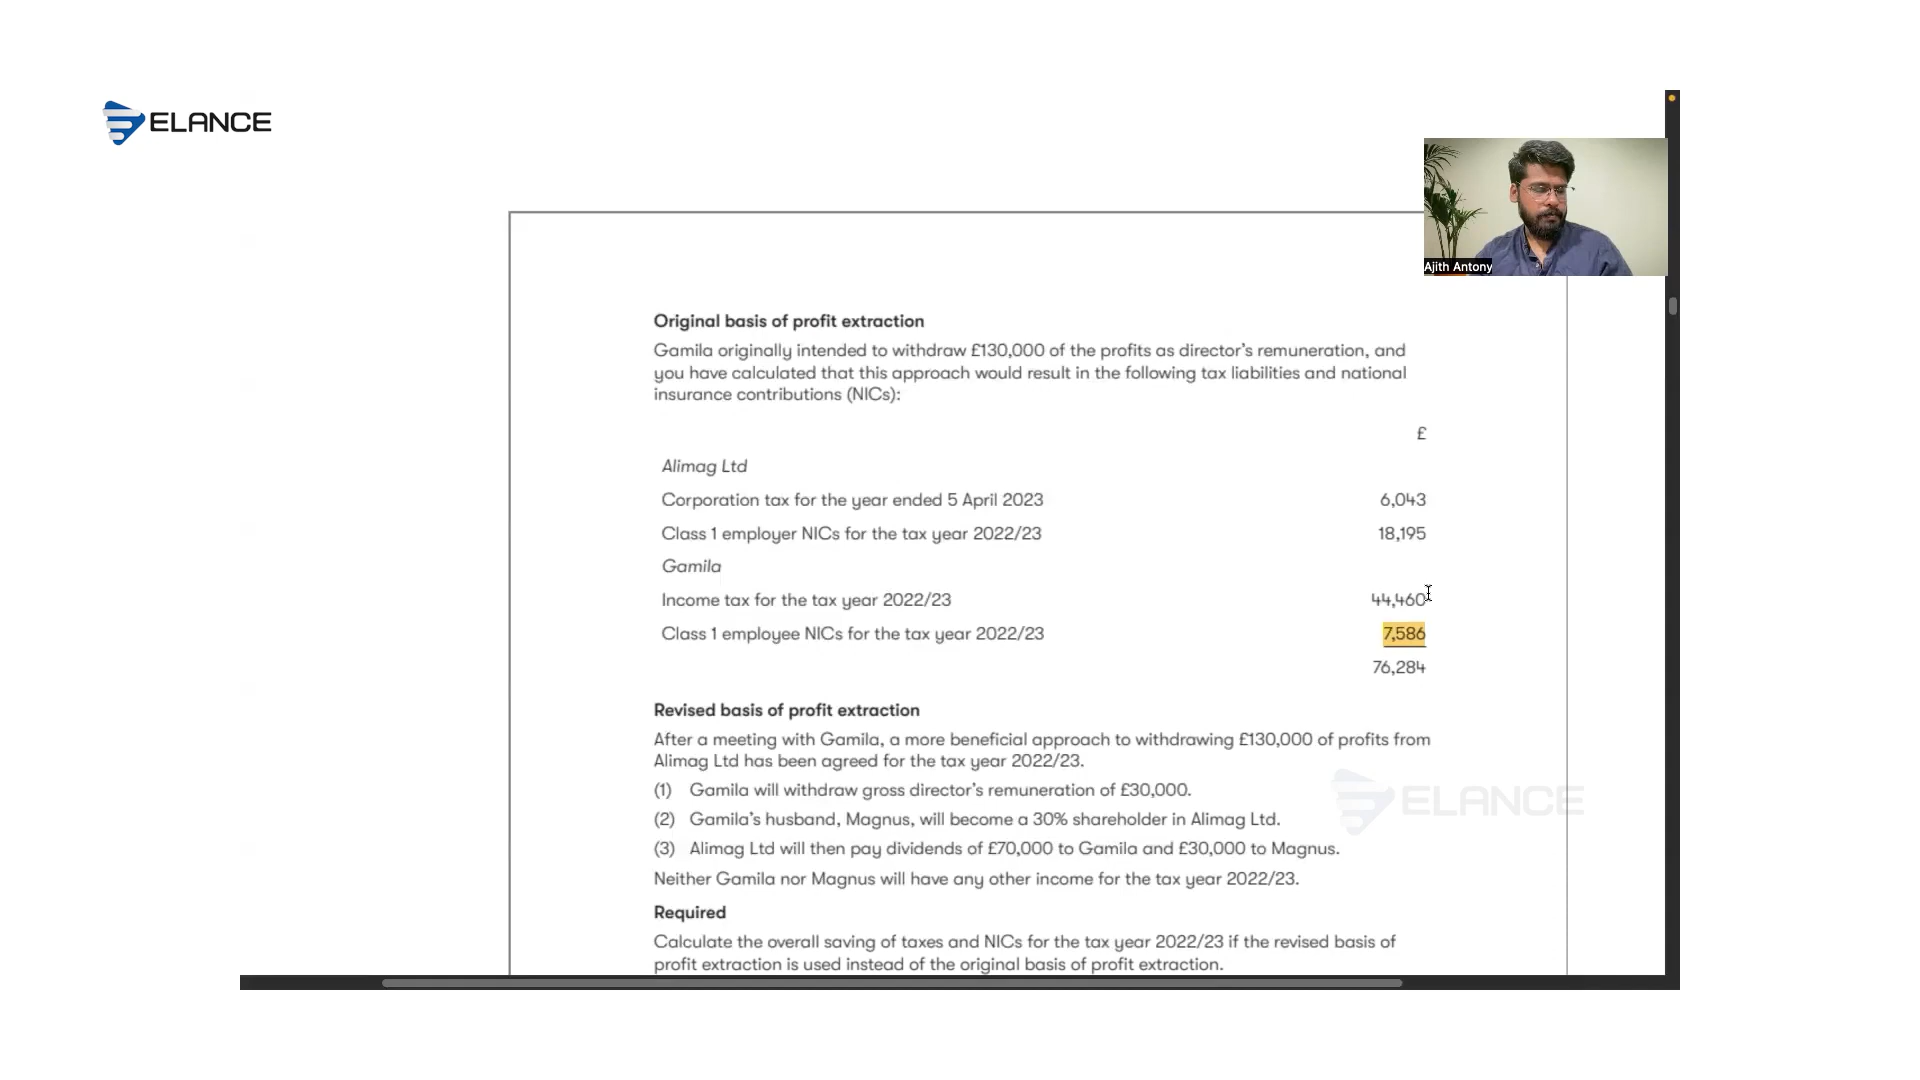 ELANCE
Ajith Antony
Original basis of profit extraction
Gamila originally intended to withdraw £130,000 of the profits as director's remuneration, and
you have calculated that this approach would result in the following tax liabilities and national
insurance contributions (NICs):
£
Alimag Ltd
Corporation tax for the year ended 5 April 2023 6,043
Class 1 employer NICs for the tax year 2022/23 18,195
Gamila
Income tax for the tax year 2022/23 44,460
Class 1 employee NICs for the tax year 2022/23 7,586
76,284
Revised basis of profit extraction
After a meeting with Gamila, a more beneficial approach to withdrawing £130,000 of profits from
Alimag Ltd has been agreed for the tax year 2022/23.
(1) Gamila will withdraw gross director's remuneration of £30,000.
(2) Gamila's husband, Magnus, will become a 30% shareholder in Alimag Ltd.
ELANCE
(3) Alimag Ltd will then pay dividends of £70,000 to Gamila and £30,000 to Magnus.
Neither Gamila nor Magnus will have any other income for the tax year 2022/23.
Required
Calculate the overall saving of taxes and NICs for the tax year 2022/23 if the revised basis of
profit extraction is used instead of the original basis of profit extraction.